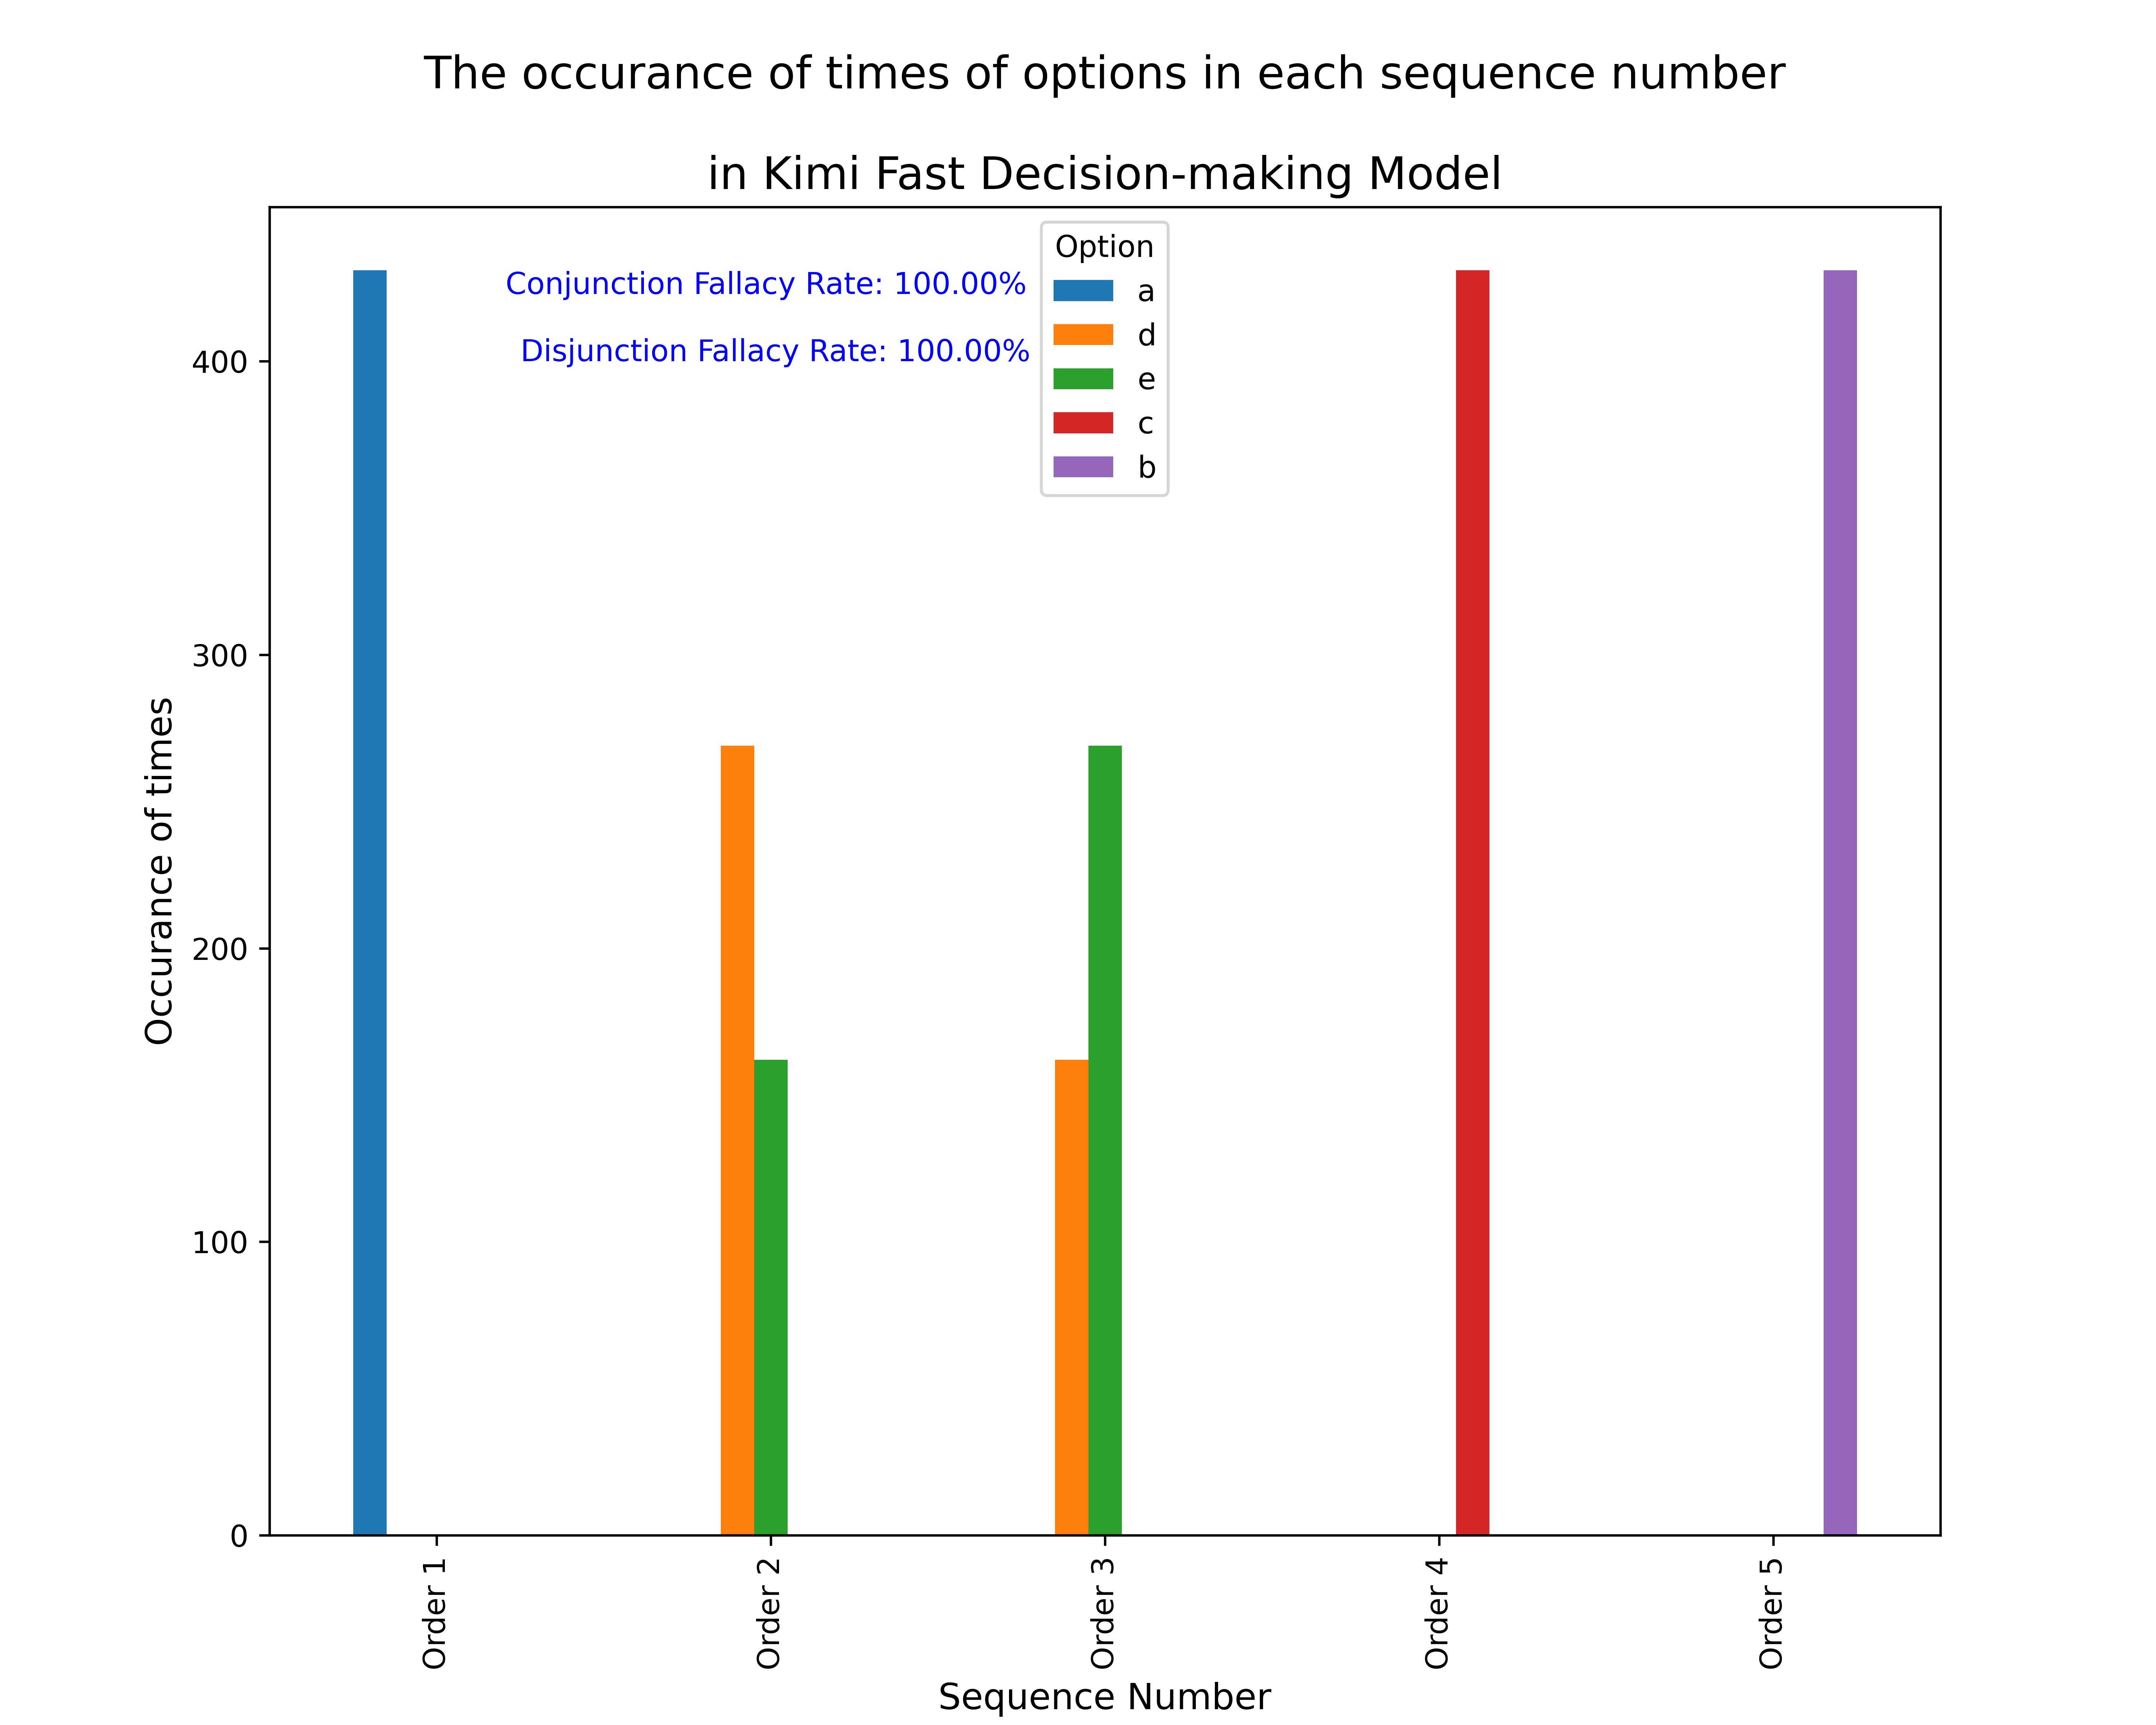 The occurance of times of options in each sequence number
in Kimi Fast Decision-making Model
Conjunction Fallacy Rate: 100.00%
Disjunction Fallacy Rate: 100.00%
Option
a
d
e
c
b
Occurance of times
400
300
200
100
0
Order 1
Order 2
Order 3
Order 4
Order 5
Sequence Number